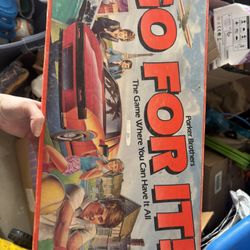 GO FOR IT!
Parker Brothers
The Game Where You Can Have It All